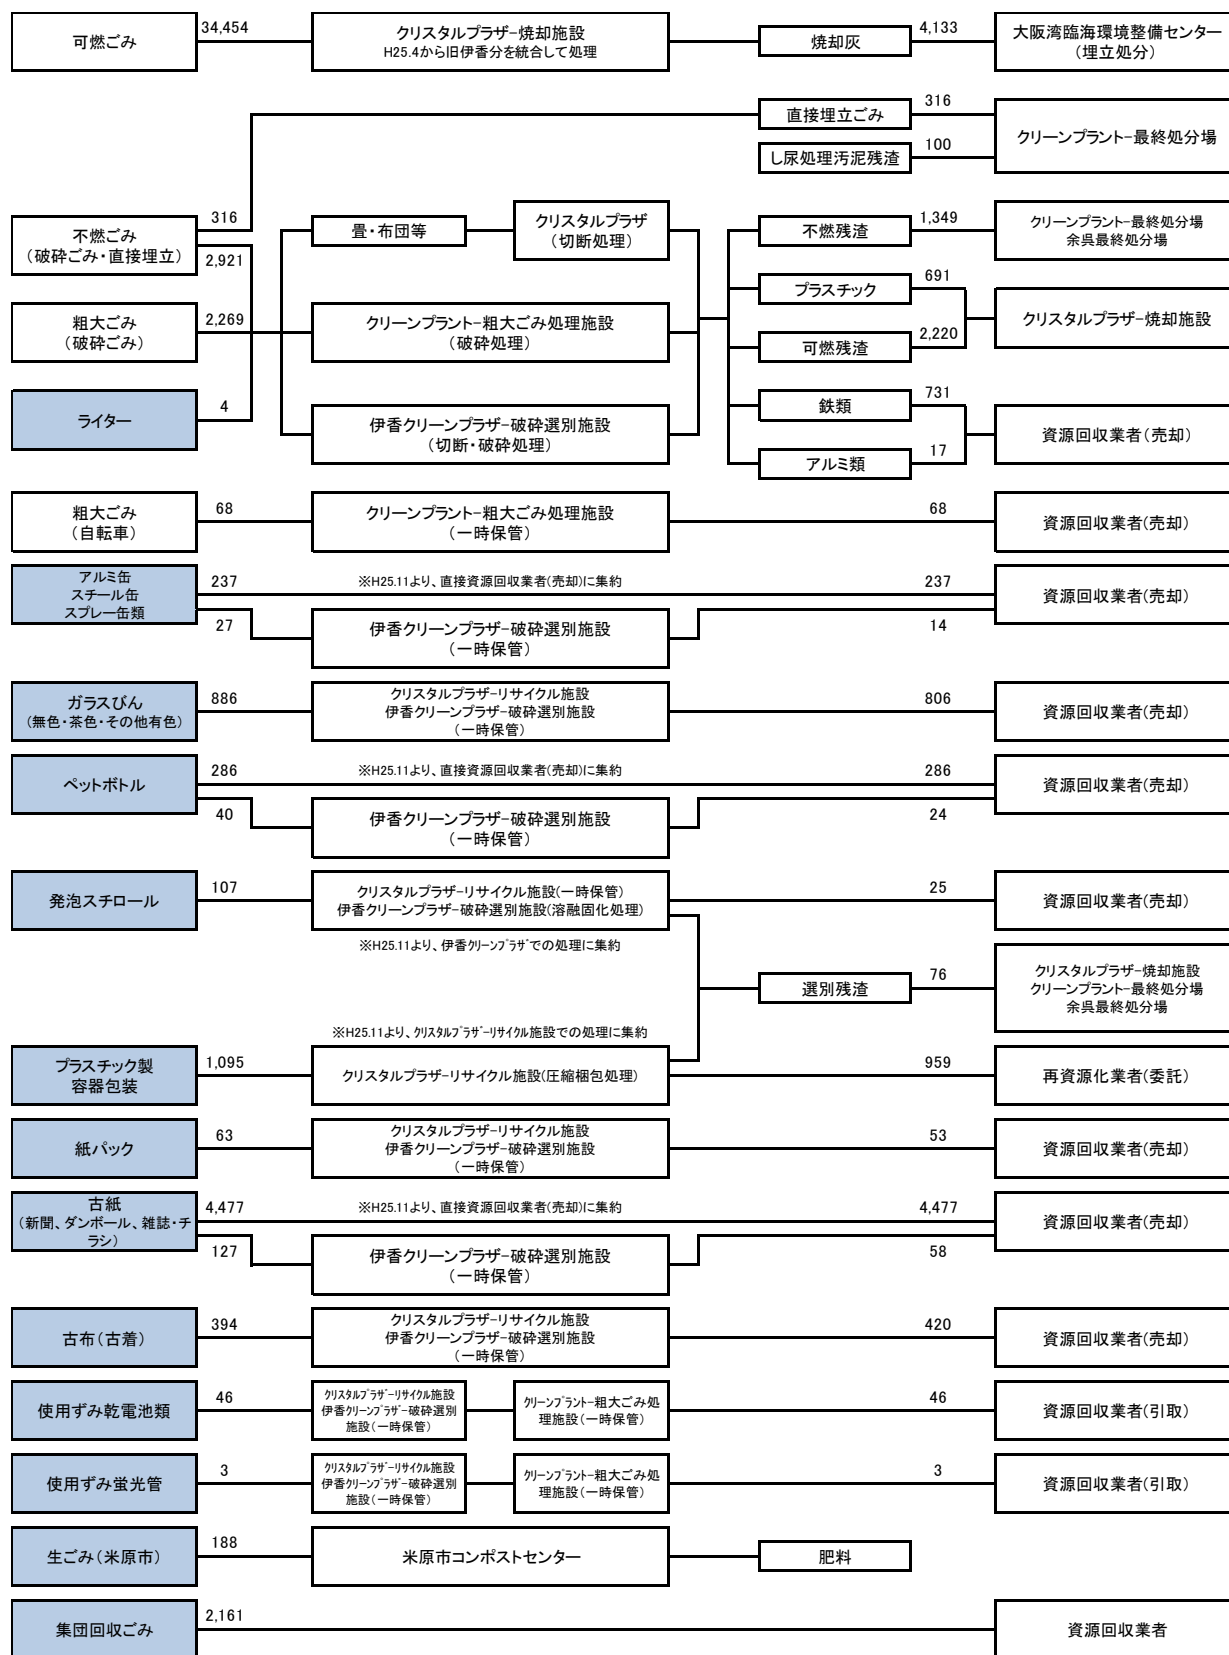 可燃ごみ
34,454
クリスタルプラザ-焼却施設
H25.4から旧伊香分を統合して処理
焼却灰
4,133
大阪湾臨海環境整備センター
(埋立処分)
直接埋立ごみ
316
し尿処理汚泥残渣
100
クリーンプラント-最終処分場
不燃ごみ
(破砕ごみ・直接埋立)
316
2,921
畳・布団等
クリスタルプラザ
(切断処理)
不燃残渣
1,349
クリーンプラント-最終処分場
余呉最終処分場
粗大ごみ
(破砕ごみ)
2,269
クリーンプラント-粗大ごみ処理施設
(破砕処理)
プラスチック
691
可燃残渣
2,220
クリスタルプラザ-焼却施設
ライター
4
伊香クリーンプラザ-破砕選別施設
(切断・破砕処理)
鉄類
731
アルミ類
17
資源回収業者(売却)
粗大ごみ
(自転車)
68
クリーンプラント-粗大ごみ処理施設
(一時保管)
68
資源回収業者(売却)
アルミ缶
スチール缶
スプレー缶類
237
※H25.11より、直接資源回収業者(売却)に集約
237
資源回収業者(売却)
27
伊香クリーンプラザ-破砕選別施設
(一時保管)
14
ガラスびん
(無色・茶色・その他有色)
886
クリスタルプラザ-リサイクル施設
伊香クリーンプラザ-破砕選別施設
(一時保管)
806
資源回収業者(売却)
ペットボトル
286
※H25.11より、直接資源回収業者(売却)に集約
286
資源回収業者(売却)
40
伊香クリーンプラザ-破砕選別施設
(一時保管)
24
発泡スチロール
107
クリスタルプラザ-リサイクル施設(一時保管)
伊香クリーンプラザ-破砕選別施設(溶融固化処理)
25
資源回収業者(売却)
※H25.11より、伊香クリーンプラザでの処理に集約
選別残渣
76
クリスタルプラザ-焼却施設
クリーンプラント-最終処分場
余呉最終処分場
※H25.11より、クリスタルプラザ-リサイクル施設での処理に集約
プラスチック製
容器包装
1,095
クリスタルプラザ-リサイクル施設(圧縮梱包処理)
959
再資源化業者(委託)
紙パック
63
クリスタルプラザ-リサイクル施設
伊香クリーンプラザ-破砕選別施設
(一時保管)
53
資源回収業者(売却)
古紙
(新聞、ダンボール、雑誌・チ
ラシ)
4,477
※H25.11より、直接資源回収業者(売却)に集約
4,477
資源回収業者(売却)
127
伊香クリーンプラザ-破砕選別施設
(一時保管)
58
古布(古着)
394
クリスタルプラザ-リサイクル施設
伊香クリーンプラザ-破砕選別施設
(一時保管)
420
資源回収業者(売却)
使用ずみ乾電池類
46
クリスタルプラザ-リサイクル施設
伊香クリーンプラザ-破砕選別
施設(一時保管)
クリーンプラント-粗大ごみ処
理施設(一時保管)
46
資源回収業者(引取)
使用ずみ蛍光管
3
クリスタルプラザ-リサイクル施設
伊香クリーンプラザ-破砕選別
施設(一時保管)
クリーンプラント-粗大ごみ処
理施設(一時保管)
3
資源回収業者(引取)
生ごみ(米原市)
188
米原市コンポストセンター
肥料
集団回収ごみ
2,161
資源回収業者